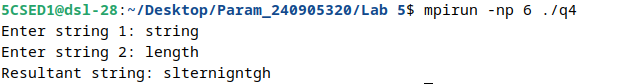 5CSED1@dsl-28:~/Desktop/Param_240905320/Lab 5$ mpirun -np 6 ./q4
Enter string 1: string
Enter string 2: length
Resultant string: slternigntgh